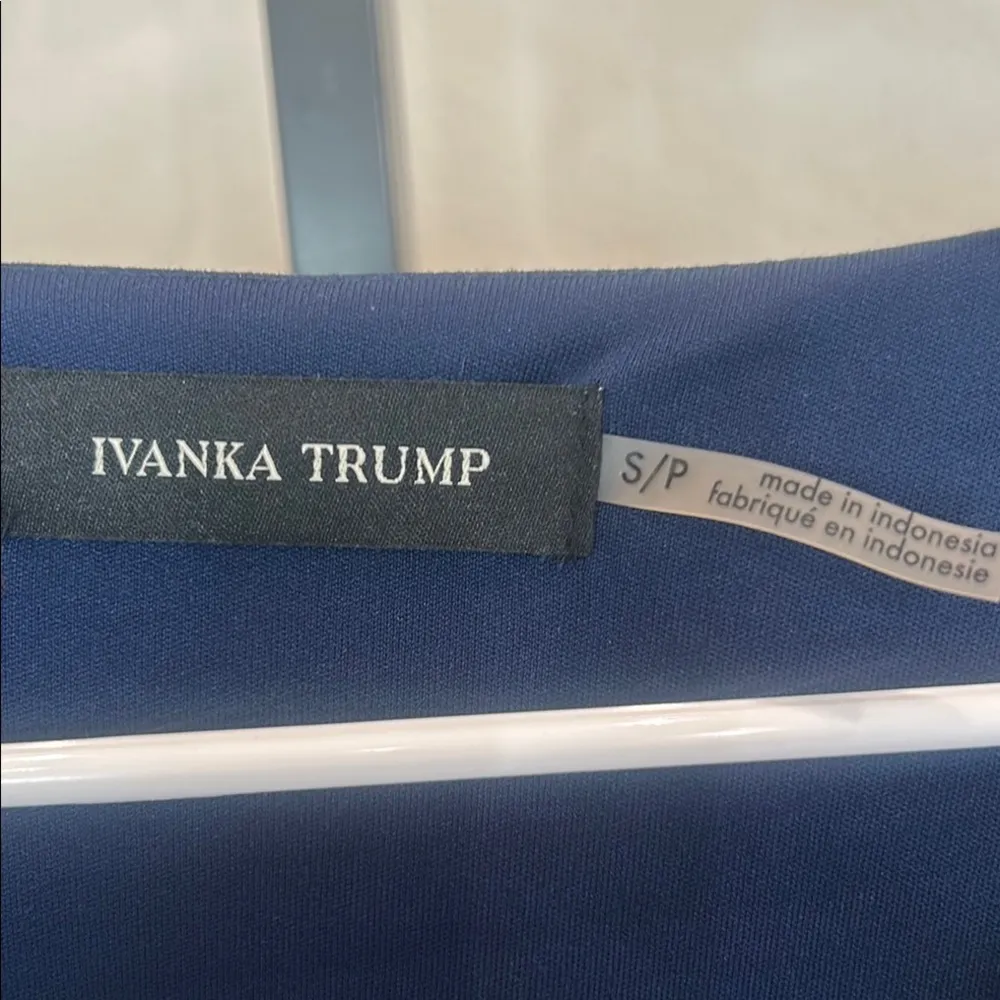 IVANKA TRUMP
S/P
made in indonesia
fabriqué en indonesie